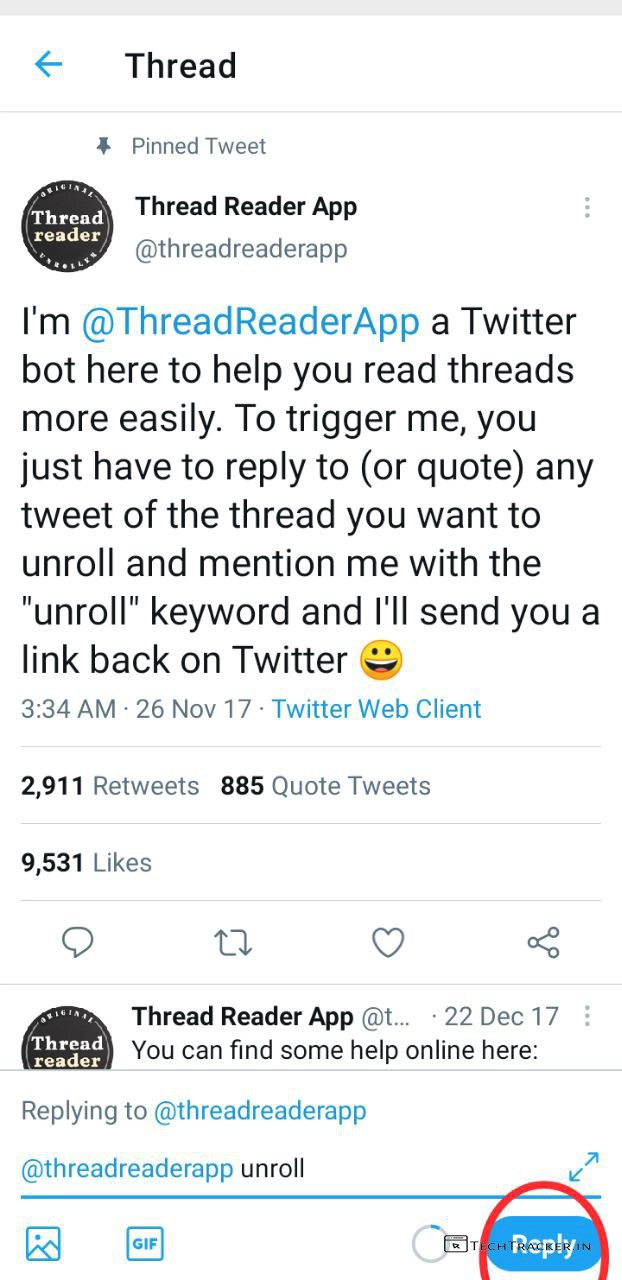 Thread
Pinned Tweet
ORIGINAL
Thread
reader
UNROLLER
Thread Reader App
@threadreaderapp
I'm @ThreadReaderApp a Twitter
bot here to help you read threads
more easily. To trigger me, you
just have to reply to (or quote) any
tweet of the thread you want to
unroll and mention me with the
"unroll" keyword and I'll send you a
link back on Twitter 😀
3:34 AM · 26 Nov 17 · Twitter Web Client
2,911 Retweets 885 Quote Tweets
9,531 Likes
ORIGINAL
Thread
reader
Thread Reader App @t... · 22 Dec 17
You can find some help online here:
Replying to @threadreaderapp
@threadreaderapp unroll
GIF
TECHTRACKER.IN
Reply